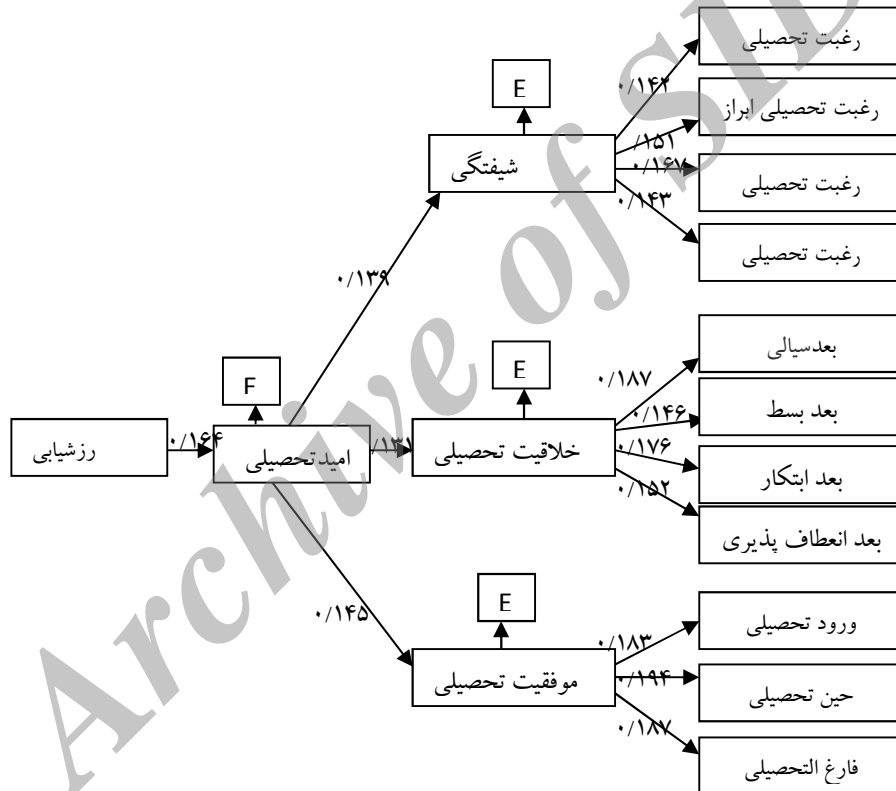 رغبت تحصیلی
E
۰/۱۴۲
رغبت تحصیلی ابراز
شیفتگی
/۱۵۱
۰/۱۶۷
رغبت تحصیلی
۰/۱۴۳
رغبت تحصیلی
۰/۱۳۹
بعدسیالی
E
۰/۱۸۷
F
بعد بسط
۰/۱۴۶
رزشیابی
۰/۱۶۴
امیدتحصیلی
/۱۳۱
خلاقیت تحصیلی
۰/۱۷۶
بعد ابتکار
۰/۱۵۲
بعد انعطاف پذیری
E
۰/۱۴۵
ورود تحصیلی
۰/۱۸۳
موفقیت تحصیلی
۰/۱۹۴
حین تحصیلی
۰/۱۸۷
فارغ التحصیلی
Archive of SID